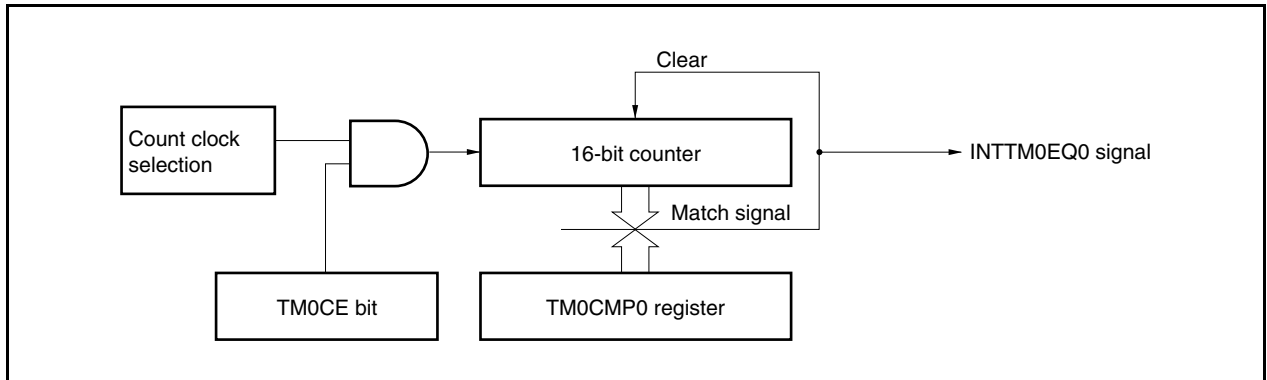 Clear
Count clock
selection
16-bit counter
INTTM0EQ0 signal
Match signal
TM0CE bit
TM0CMP0 register